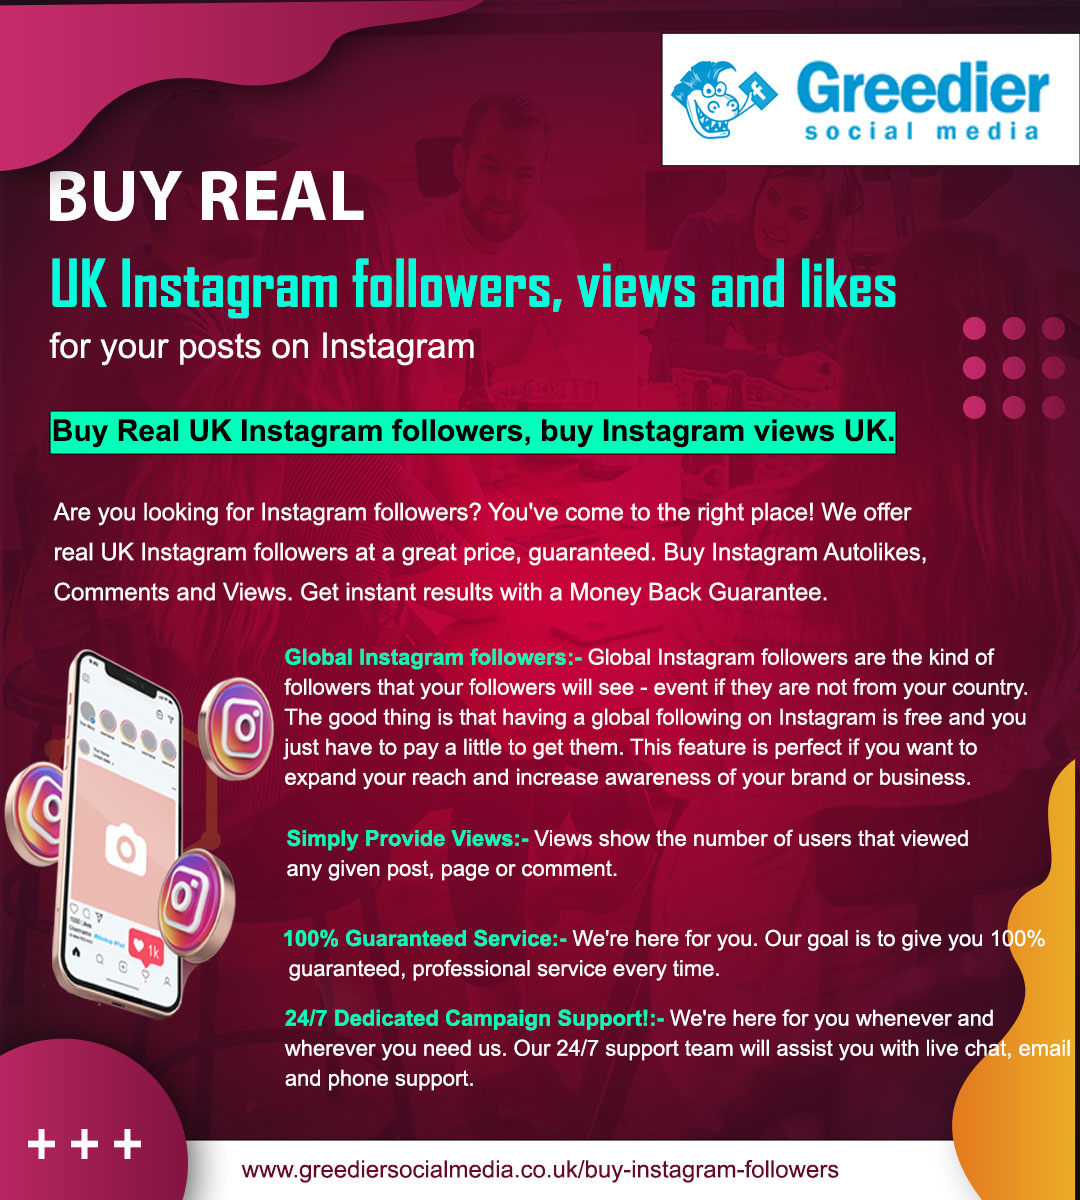 Greedier
social media
BUY REAL
UK Instagram followers, views and likes
for your posts on Instagram
Buy Real UK Instagram followers, buy Instagram views UK.
Are you looking for Instagram followers? You've come to the right place! We offer
real UK Instagram followers at a great price, guaranteed. Buy Instagram Autolikes,
Comments and Views. Get instant results with a Money Back Guarantee.
Global Instagram followers:- Global Instagram followers are the kind of
followers that your followers will see - event if they are not from your country.
The good thing is that having a global following on Instagram is free and you
just have to pay a little to get them. This feature is perfect if you want to
expand your reach and increase awareness of your brand or business.
Simply Provide Views:- Views show the number of users that viewed
any given post, page or comment.
1k
100% Guaranteed Service:- We're here for you. Our goal is to give you 100%
guaranteed, professional service every time.
24/7 Dedicated Campaign Support!:- We're here for you whenever and
wherever you need us. Our 24/7 support team will assist you with live chat, email
and phone support.
+ + +
www.greediersocialmedia.co.uk/buy-instagram-followers